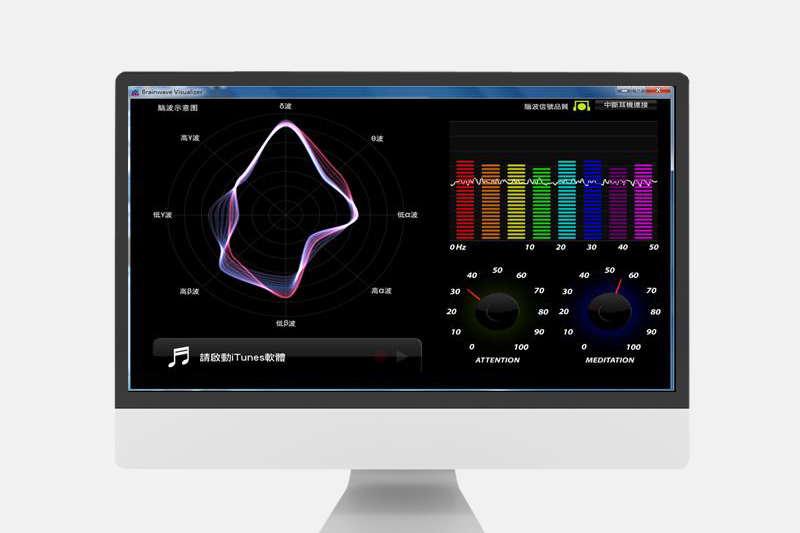 Brainwave Visualizer
腦波示意图
δ波
高γ波
θ波
低γ波
低α波
高β波
高α波
低β波
請啟動iTunes軟體
腦波信號品質
中斷耳機連接
0 Hz 10 20 30 40 50
0 10 20 30 40 50 60 70 80 90 100
ATTENTION
0 10 20 30 40 50 60 70 80 90 100
MEDITATION